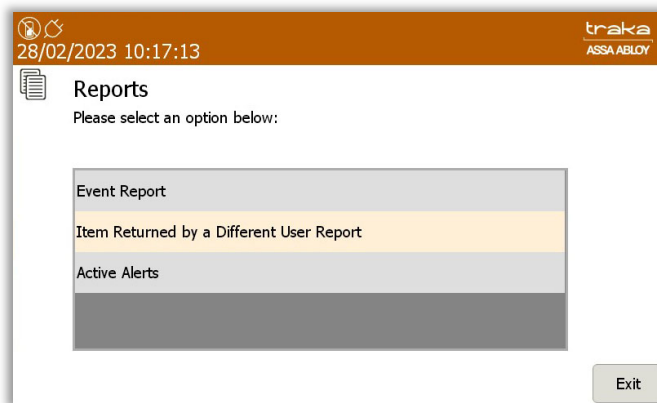 traka
28/02/2023 10:17:13
ASSA ABLOY
Reports
Please select an option below:
Event Report
Item Returned by a Different User Report
Active Alerts
Exit